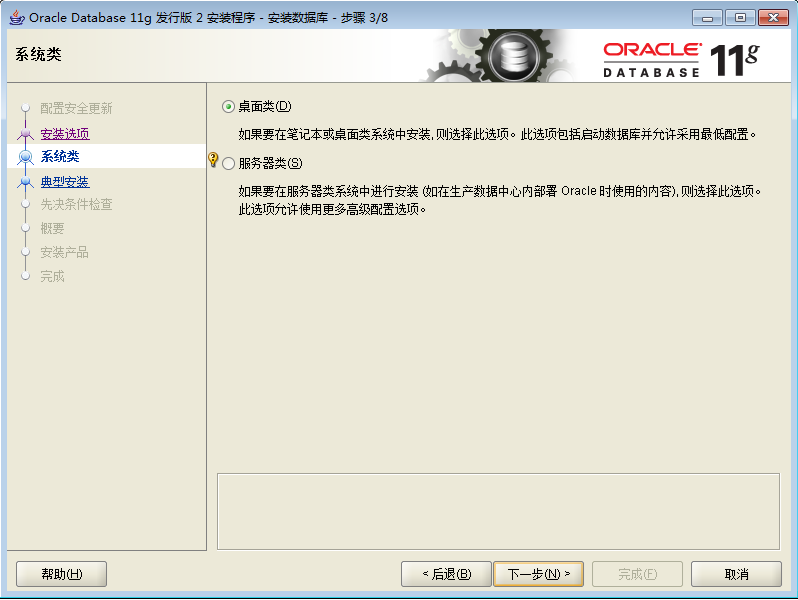 Oracle Database 11g 发行版 2 安装程序 - 安装数据库 - 步骤 3/8
系统类
ORACLE
DATABASE
11g
配置安全更新
安装选项
系统类
典型安装
先决条件检查
概要
安装产品
完成
桌面类(D)
如果要在笔记本或桌面类系统中安装,则选择此选项。此选项包括启动数据库并允许采用最低配置。
服务器类(S)
如果要在服务器类系统中进行安装 (如在生产数据中心内部署 Oracle 时使用的内容),则选择此选项。
此选项允许使用更多高级配置选项。
帮助(H)
< 后退(B)
下一步(N) >
完成(F)
取消